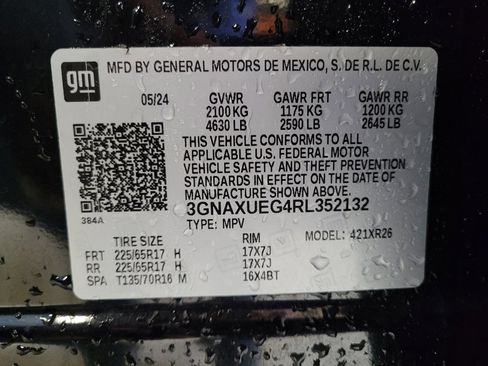 gm
MFD BY GENERAL MOTORS DE MEXICO, S. DE R.L. DE C.V.
05/24 GVWR GAWR FRT GAWR RR
2100 KG 1175 KG 1200 KG
4630 LB 2590 LB 2645 LB
THIS VEHICLE CONFORMS TO ALL
APPLICABLE U.S. FEDERAL MOTOR
VEHICLE SAFETY AND THEFT PREVENTION
STANDARDS IN EFFECT ON THE DATE OF
MANUFACTURE SHOWN ABOVE.
384A 3GNAXUEG4RL352132
TYPE: MPV MODEL: 421XR26
TIRE SIZE RIM
FRT 225/65R17 H 17X7J
RR 225/65R17 H 17X7J
SPA T135/70R16 M 16X4BT